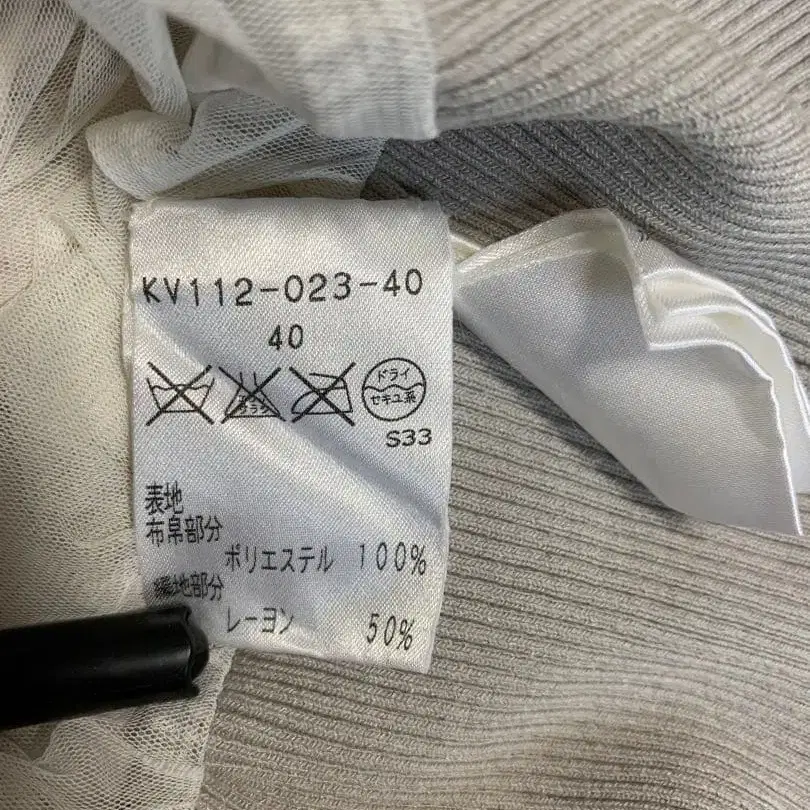 KV112-023-40
40
ドライ
セキユ系
S33
表地
布帛部分
ポリエステル 100%
地部分
レーヨン 50%